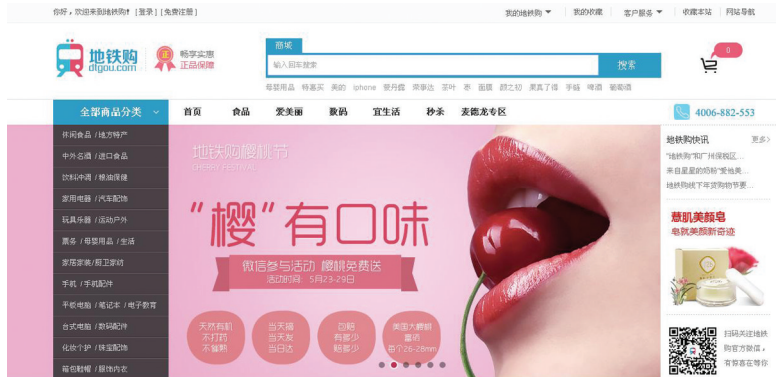 你好，欢迎来到地铁购! [登录] [免费注册]
我的地铁购 我的收藏 客户服务 收藏本站 网站导航
地铁购
dtgou.com
正
畅享实惠
正品保障
商城
输入回车搜索
搜索
0
母婴用品 特惠买 美的 iphone 曼丹露 荣事达 茶叶 枣 面膜 颜之初 果真了得 手链 啤酒 葡萄酒
全部商品分类 首页 食品 爱美丽 数码 宜生活 秒杀 麦德龙专区
4006-882-553
休闲食品 / 地方特产
中外名酒 / 进口食品
饮料冲调 / 粮油保健
家用电器 / 汽车配饰
玩具乐器 / 运动户外
票务 / 母婴用品 / 生活
家居家装 / 厨卫家纺
手机 / 手机配件
平板电脑 / 笔记本 / 电子教育
台式电脑 / 数码配件
化妆个护 / 珠宝配饰
箱包鞋帽 / 服饰内衣
地铁购樱桃节
CHERRY FESTIVAL
“樱”有口味
微信参与活动 樱桃免费送
活动时间：5月23-29日
天然有机
不打药
不催熟
当天摘
当天发
当日达
包赔
有多少
赔多少
美国大樱桃
富硒
每个26-28mm
地铁购快讯 更多>
"地铁购"和广州保税区...
来自星星的奶粉"爱他美...
地铁购线下年货购物节要...
薏肌美颜皂
皂就美颜新奇迹
扫码关注地铁
购官方微信，
有惊喜在等你